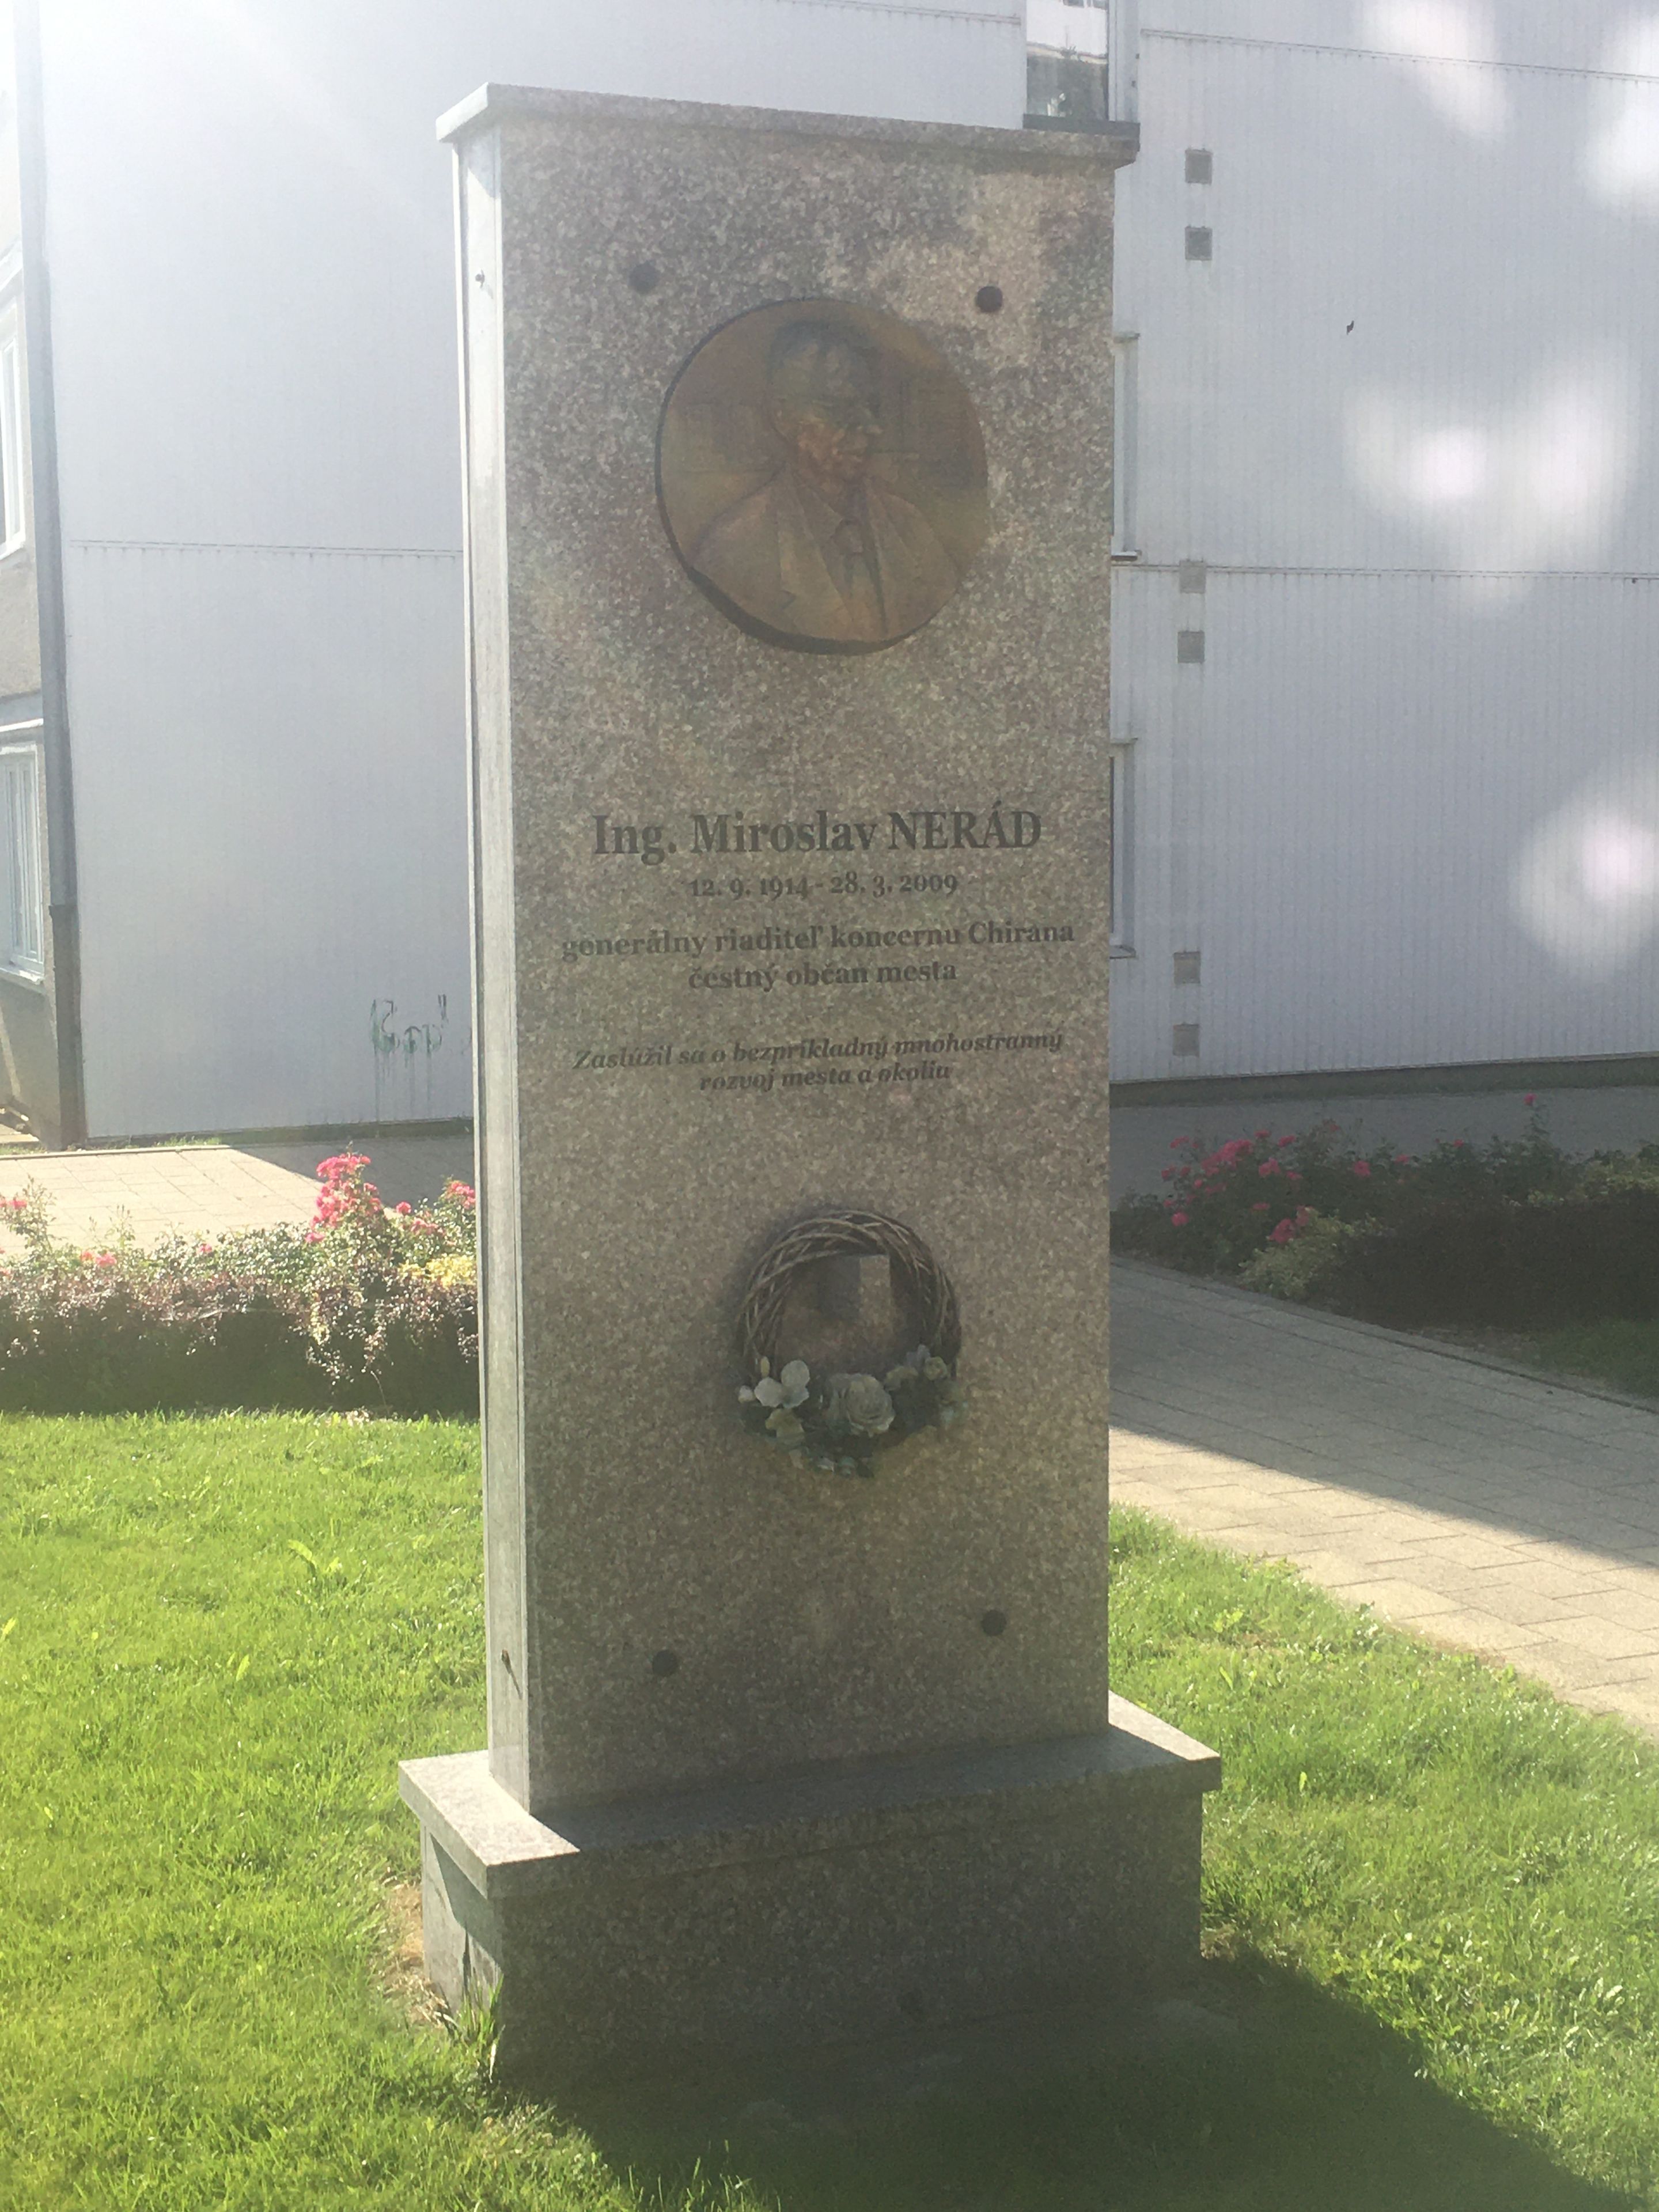 Ing. Miroslav NERÁD
12. 9. 1914 - 28. 3. 2009
generálny riaditeľ koncernu Chirana
čestný občan mesta
Zaslúžil sa o bezpríkladný mnohostranný
rozvoj mesta a okolia